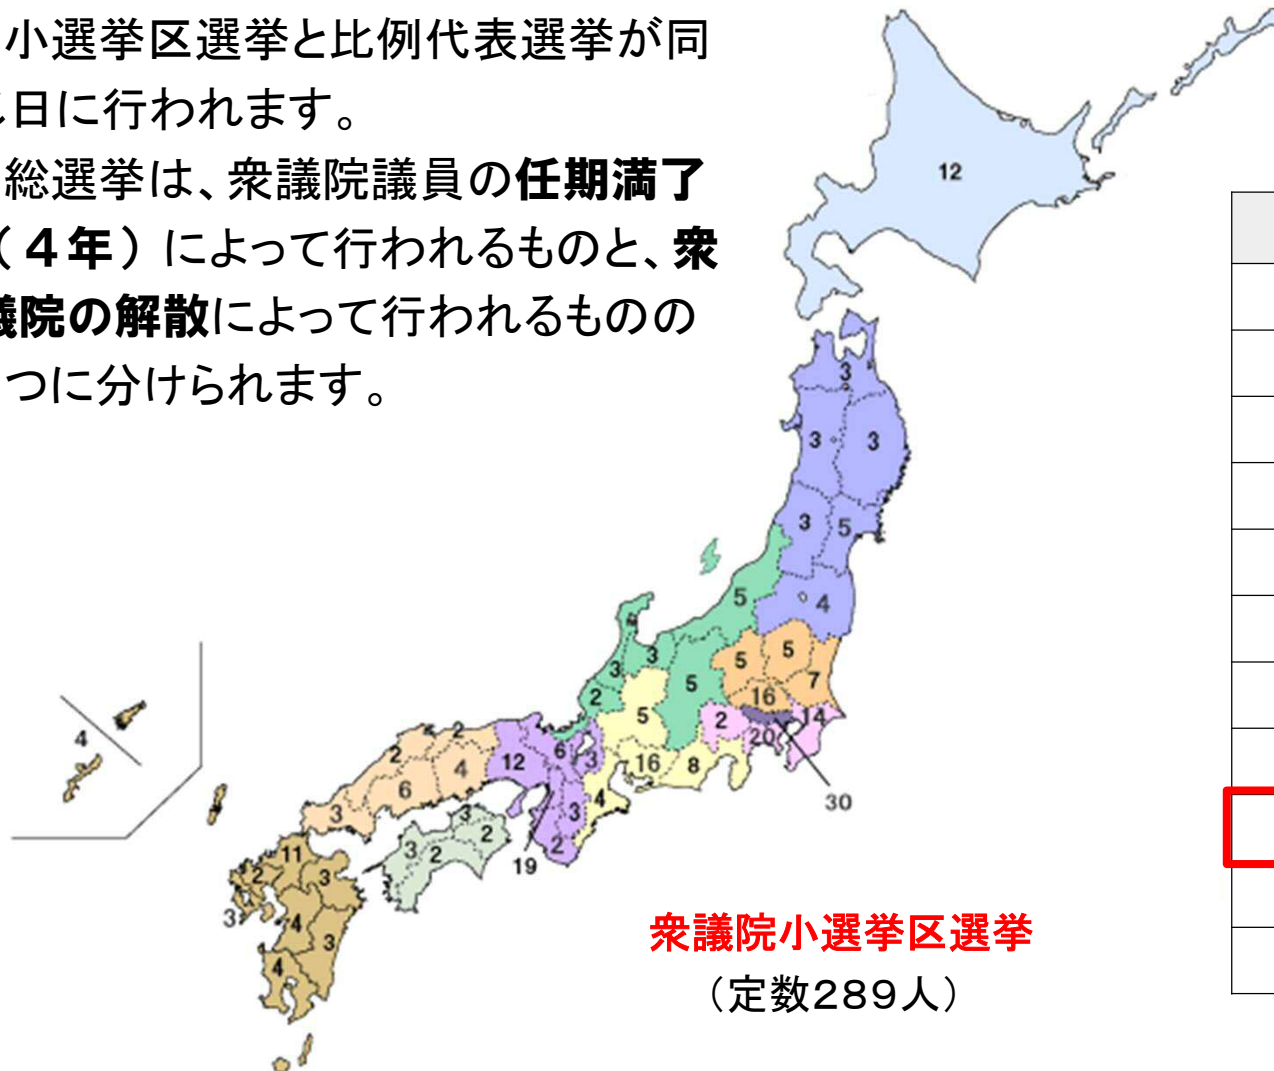 小選挙区選挙と比例代表選挙が同
日に行われます。
総選挙は、衆議院議員の任期満了
（４年）によって行われるものと、衆
議院の解散によって行われるものの
つに分けられます。
12
3
3 3
3 5
5 4
5 5
3 3 5 7
2 16
5 2 14
20
2 2 6 3 16 8
12
4 4
6 4 30
3 3 3
2
3 2 2 19
11
2 3
3 4 3
4
衆議院小選挙区選挙
（定数289人）